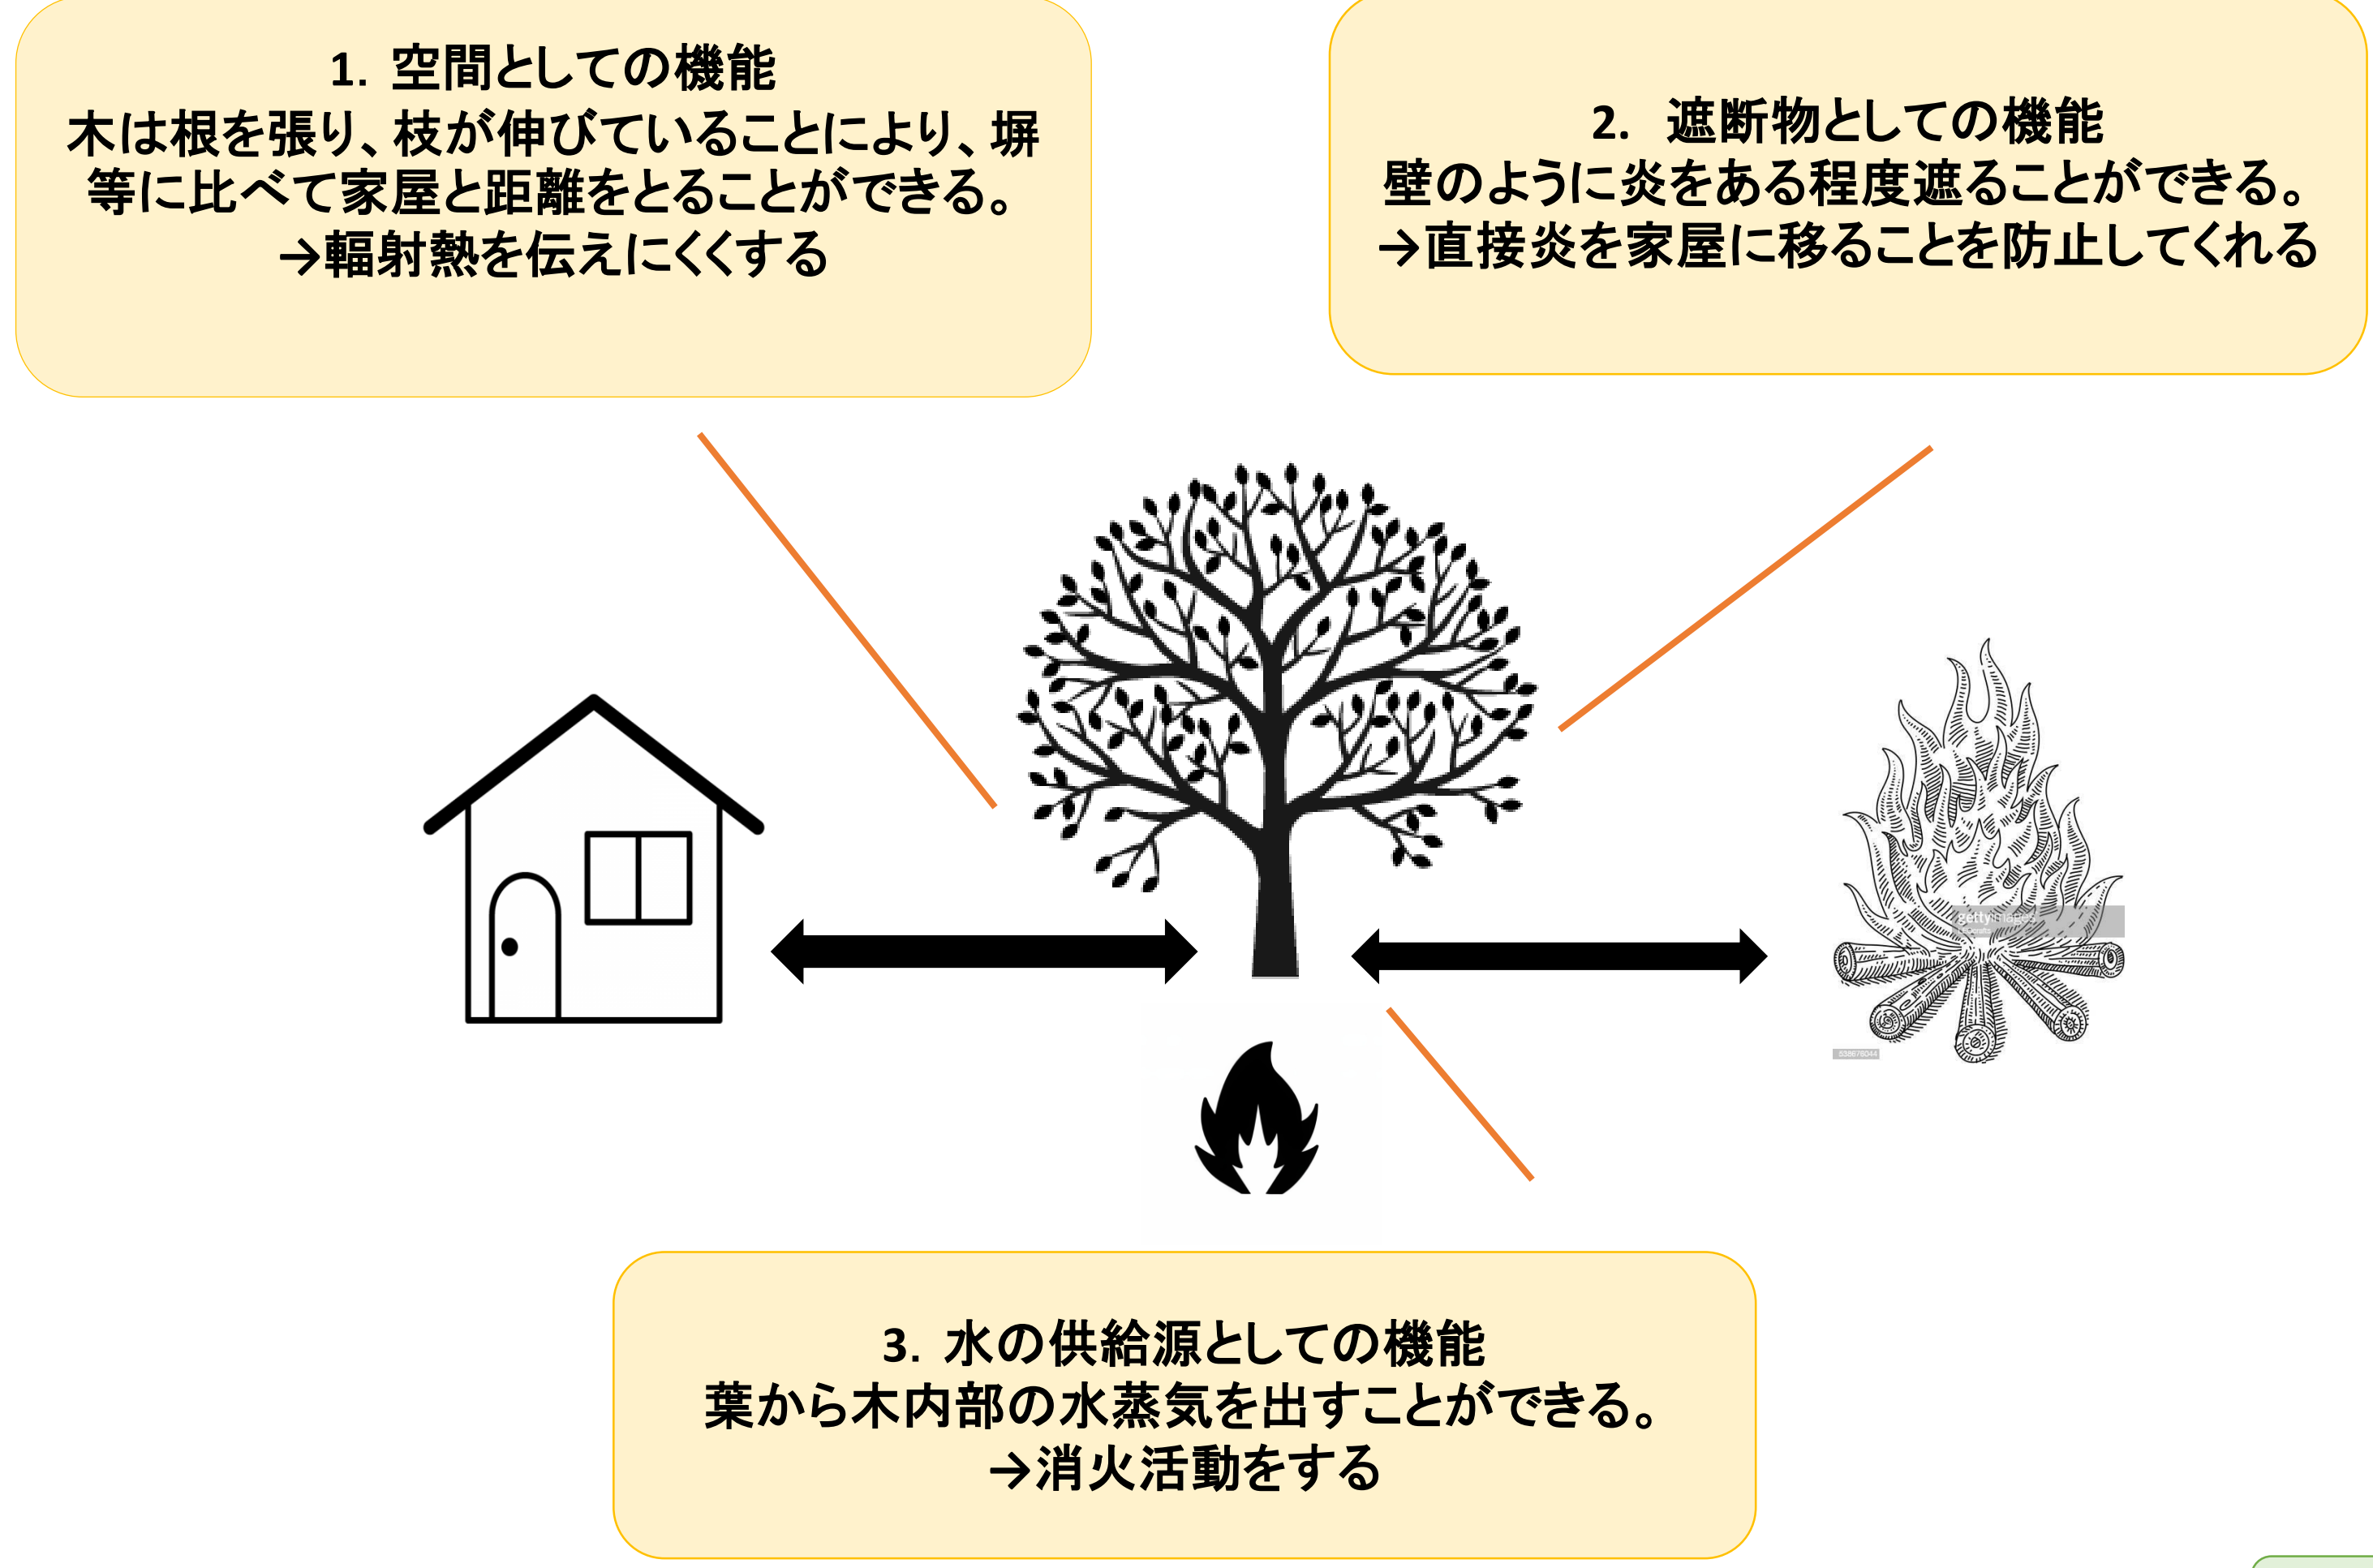 1. 空間としての機能
木は根を張り、枝が伸びていることにより、塀
等に比べて家屋と距離をとることができる。
→輻射熱を伝えにくくする
2. 遮断物としての機能
壁のように炎をある程度遮ることができる。
→直接炎を家屋に移ることを防止してくれる
gettyimages
538676044
3. 水の供給源としての機能
葉から木内部の水蒸気を出すことができる。
→消火活動をする